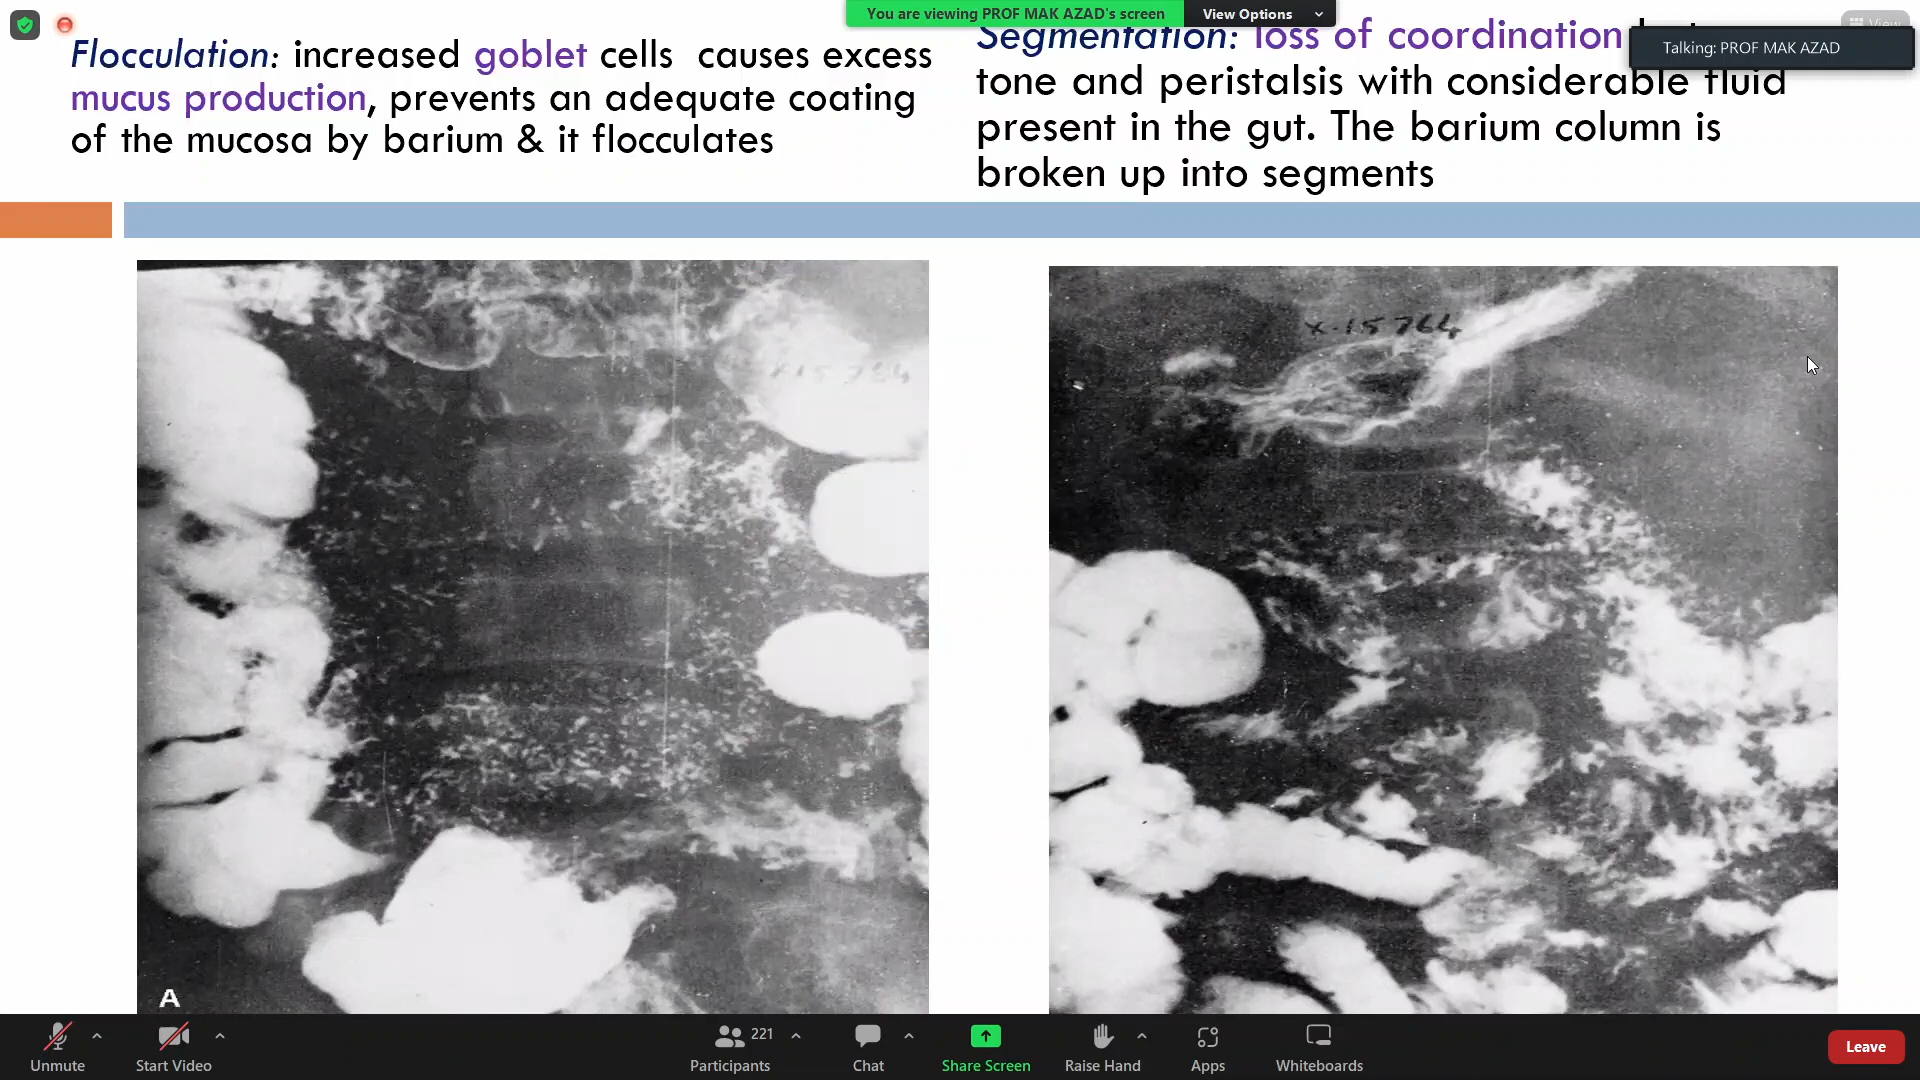 You are viewing PROF MAK AZAD's screen
View Options
View
Talking: PROF MAK AZAD
Flocculation: increased goblet cells causes excess
mucus production, prevents an adequate coating
of the mucosa by barium & it flocculates
Segmentation: loss of coordination
tone and peristalsis with considerable fluid
present in the gut. The barium column is
broken up into segments
X-15764
A
Unmute
Start Video
221
Participants
Chat
Share Screen
Raise Hand
Apps
Whiteboards
Leave